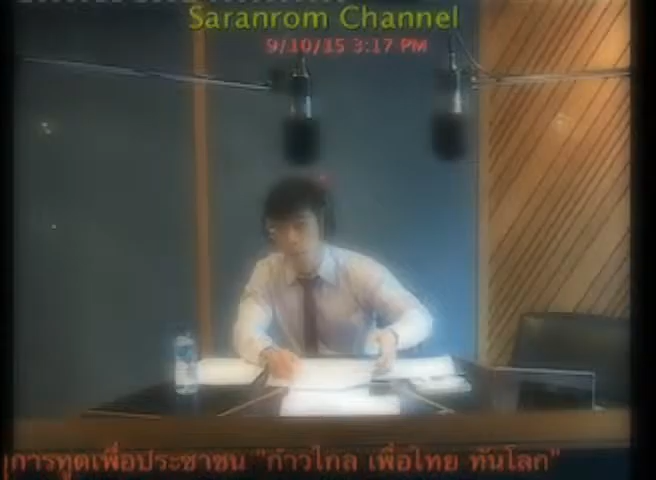 Saranrom Channel
9/10/15 3:17 PM
การทูตเพื่อประชาชน "ก้าวไกล เพื่อไทย ทันโลก"